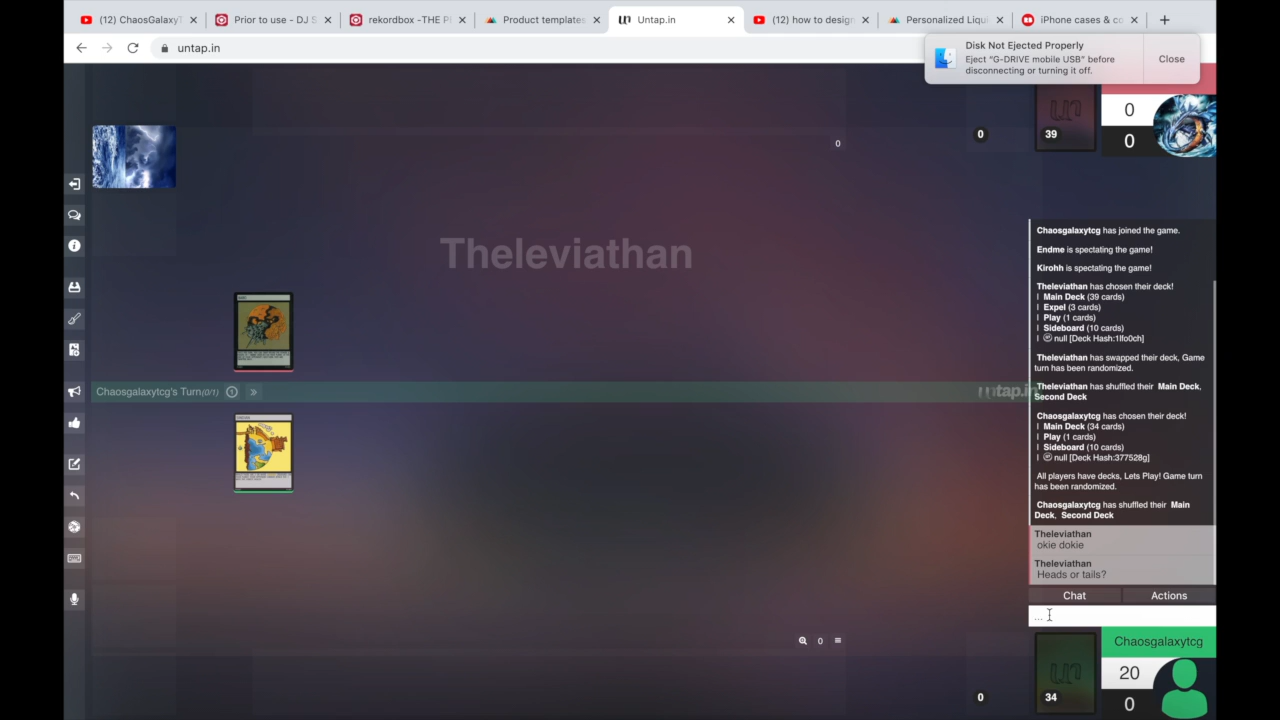 (12) ChaosGalaxyT
Prior to use - DJ S
rekordbox -THE Pl
Product templates
Untap.in
(12) how to design
Personalized Liqui
iPhone cases & co
untap.in
Disk Not Ejected Properly
Eject “G-DRIVE mobile USB” before
disconnecting or turning it off.
Close
0
0
39
0
0
Theleviathan
Chaosgalaxytcg has joined the game.
Endme is spectating the game!
Kirohh is spectating the game!
Theleviathan has chosen their deck!
| Main Deck (39 cards)
| Expel (3 cards)
| Play (1 cards)
| Sideboard (10 cards)
| null [Deck Hash:1lfo0ch]
Theleviathan has swapped their deck, Game
turn has been randomized.
Theleviathan has shuffled their Main Deck,
Second Deck
Chaosgalaxytcg has chosen their deck!
| Main Deck (34 cards)
| Play (1 cards)
| Sideboard (10 cards)
| null [Deck Hash:377528g]
All players have decks, Lets Play! Game turn
has been randomized.
Chaosgalaxytcg has shuffled their Main
Deck, Second Deck
Theleviathan
okie dokie
Theleviathan
Heads or tails?
Chat
Actions
...
Chaosgalaxytcg's Turn(0/1)
untap.in
0
Chaosgalaxytcg
20
0
34
0